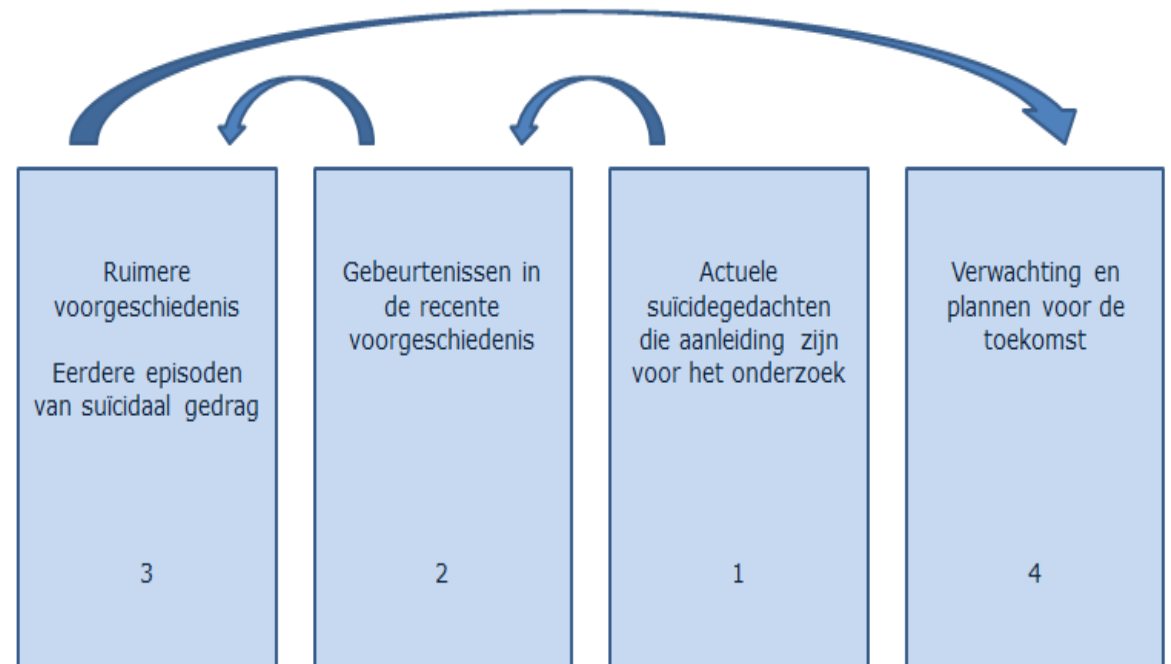 Ruimere
voorgeschiedenis
Eerdere episoden
van suïcidaal gedrag
3
Gebeurtenissen in
de recente
voorgeschiedenis
2
Actuele
suïcidegedachten
die aanleiding zijn
voor het onderzoek
1
Verwachting en
plannen voor de
toekomst
4